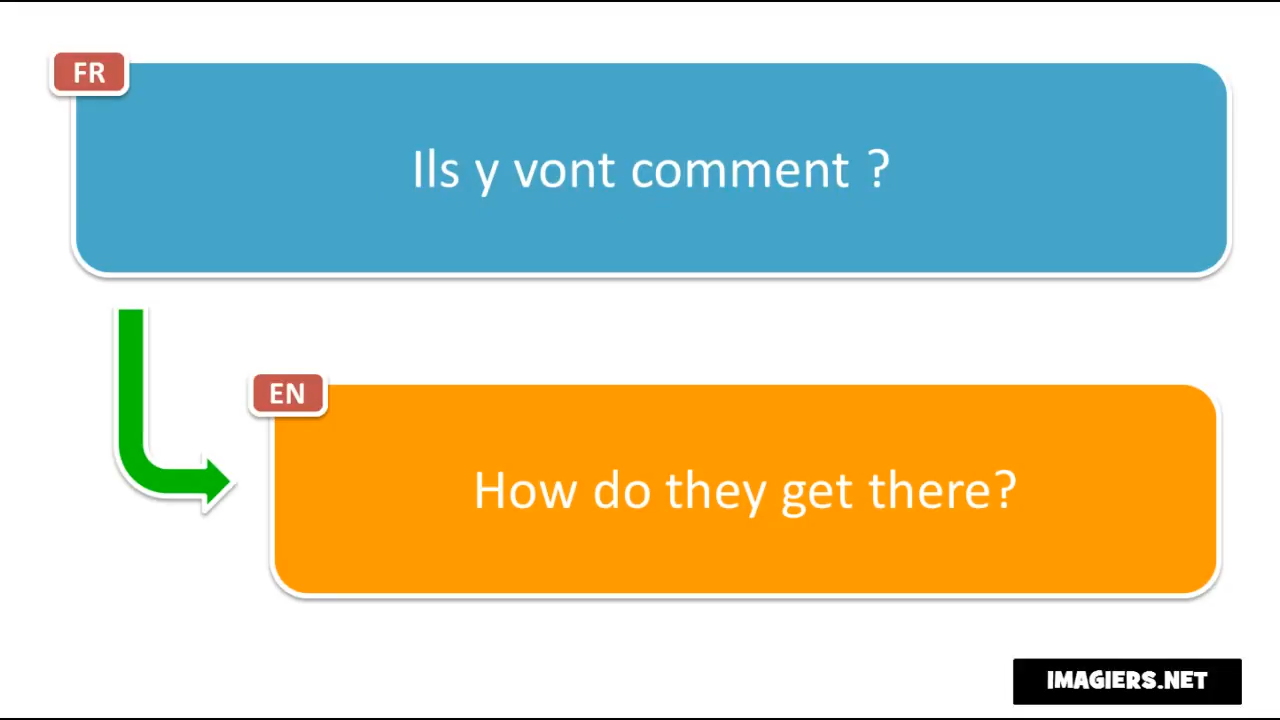 FR
Ils y vont comment ?
EN
How do they get there?
IMAGIERS.NET